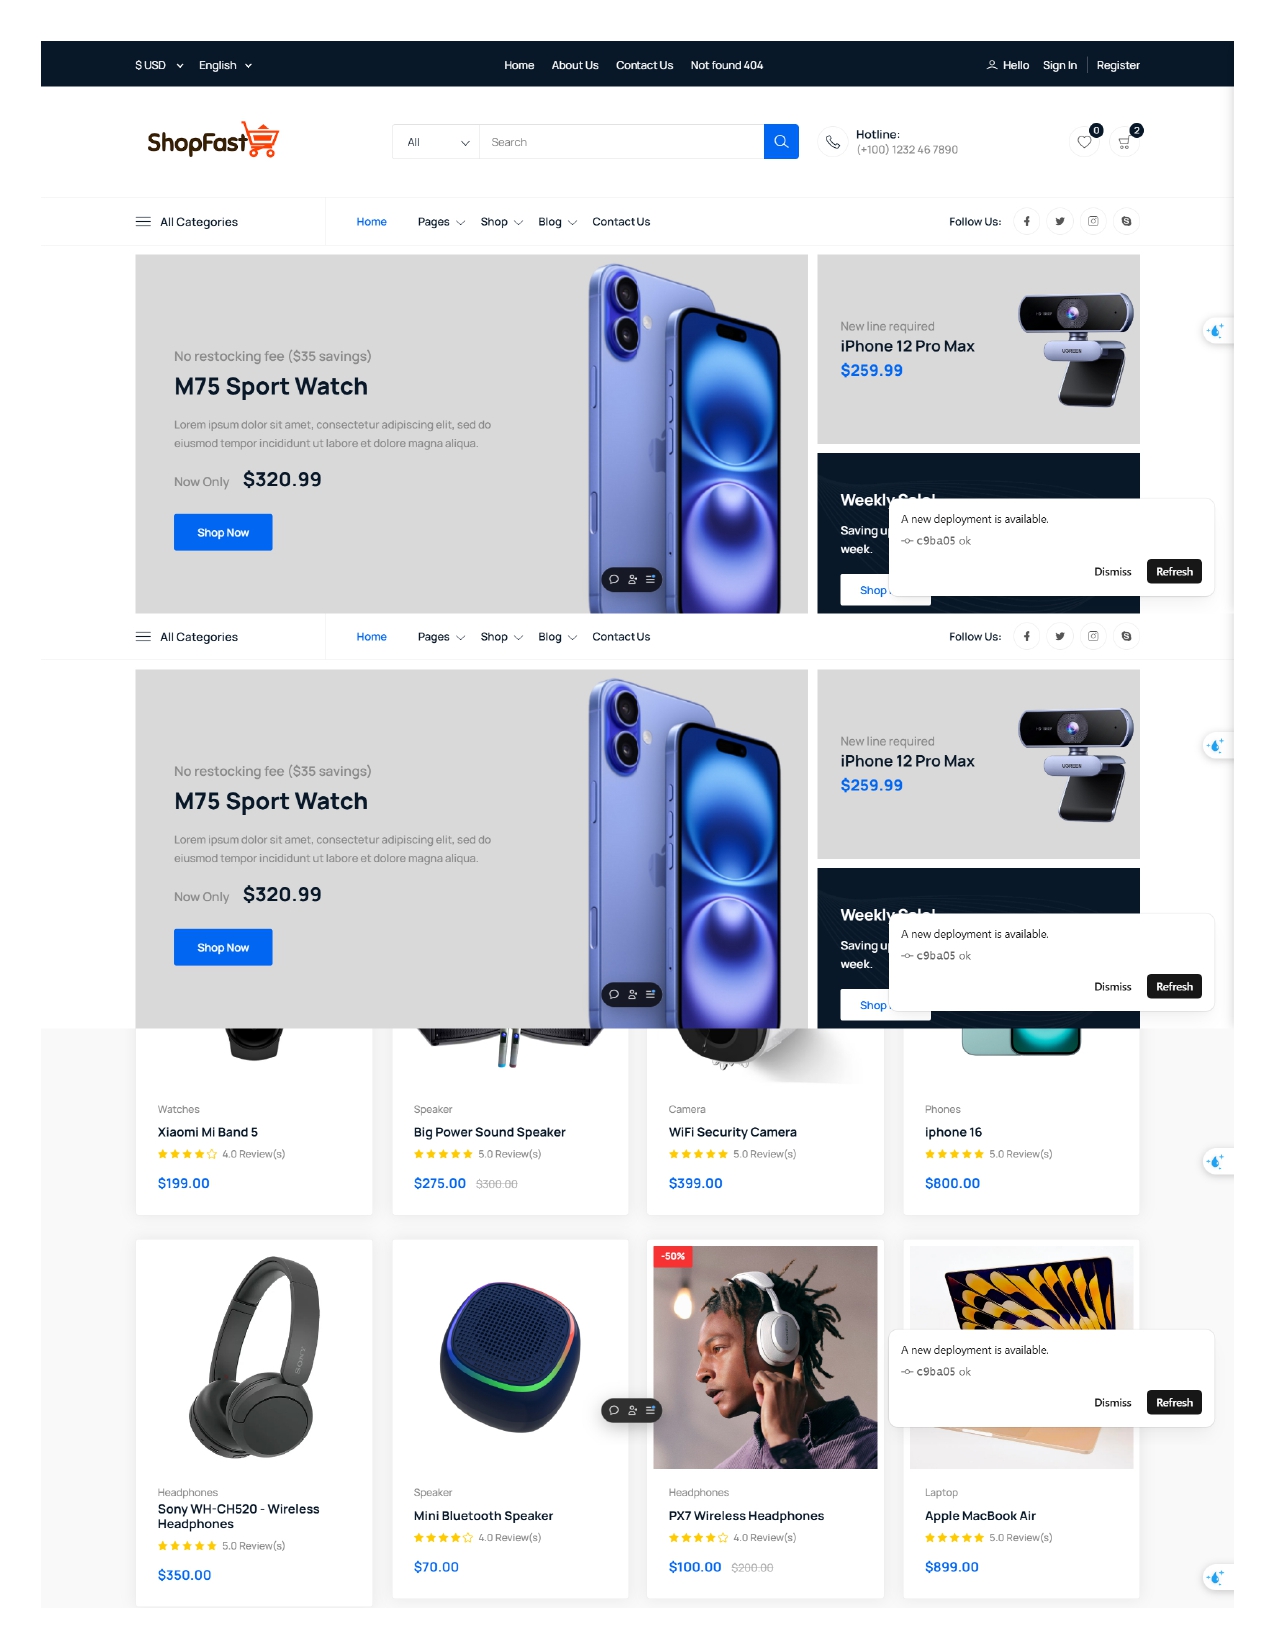 $ USD English Home About Us Contact Us Not found 404 Hello Sign In Register
ShopFast All Search Hotline: 0 2
(+100) 1232 46 7890
All Categories Home Pages Shop Blog Contact Us Follow Us:
No restocking fee ($35 savings)
M75 Sport Watch
Lorem ipsum dolor sit amet, consectetur adipiscing elit, sed do
eiusmod tempor incididunt ut labore et dolore magna aliqua.
Now Only $320.99
Shop Now
New line required
iPhone 12 Pro Max
$259.99
UGREEN
Weekly Sale!
Saving up
week.
Shop
A new deployment is available.
c9ba05 ok
Dismiss Refresh
All Categories Home Pages Shop Blog Contact Us Follow Us:
No restocking fee ($35 savings)
M75 Sport Watch
Lorem ipsum dolor sit amet, consectetur adipiscing elit, sed do
eiusmod tempor incididunt ut labore et dolore magna aliqua.
Now Only $320.99
Shop Now
New line required
iPhone 12 Pro Max
$259.99
UGREEN
Weekly Sale!
Saving up
week.
Shop
A new deployment is available.
c9ba05 ok
Dismiss Refresh
Watches
Xiaomi Mi Band 5
4.0 Review(s)
$199.00
Speaker
Big Power Sound Speaker
5.0 Review(s)
$275.00 $300.00
Camera
WiFi Security Camera
5.0 Review(s)
$399.00
Phones
iphone 16
5.0 Review(s)
$800.00
SONY
Headphones
Sony WH-CH520 - Wireless
Headphones
5.0 Review(s)
$350.00
Speaker
Mini Bluetooth Speaker
4.0 Review(s)
$70.00
-50%
Headphones
PX7 Wireless Headphones
4.0 Review(s)
$100.00 $200.00
A new deployment is available.
c9ba05 ok
Dismiss Refresh
Laptop
Apple MacBook Air
5.0 Review(s)
$899.00